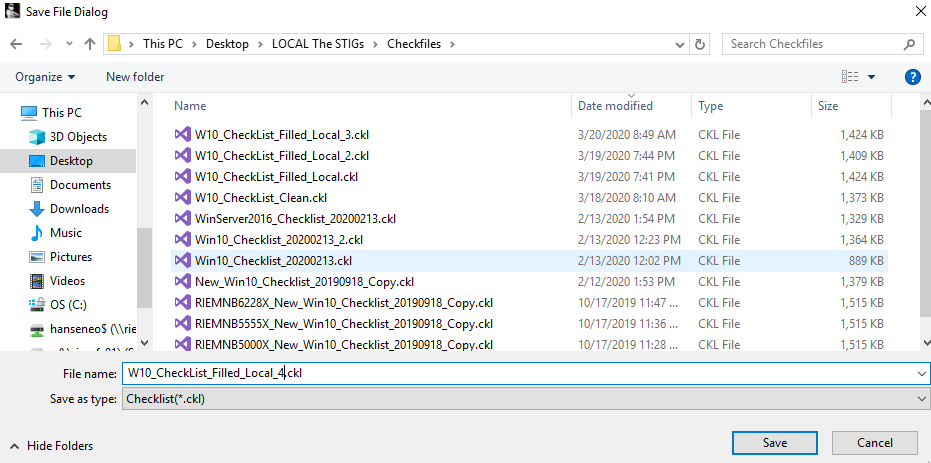 Save File Dialog
This PC > Desktop > LOCAL The STIGs > Checkfiles >
Search Checkfiles
Organize
New folder
Name
Date modified
Type
Size
This PC
3D Objects
Desktop
Documents
Downloads
Music
Pictures
Videos
OS (C:)
hanseneo$ (\\rie
W10_CheckList_Filled_Local_3.ckl 3/20/2020 8:49 AM CKL File 1,424 KB
W10_CheckList_Filled_Local_2.ckl 3/19/2020 7:44 PM CKL File 1,409 KB
W10_CheckList_Filled_Local.ckl 3/19/2020 7:41 PM CKL File 1,424 KB
W10_CheckList_Clean.ckl 3/18/2020 8:10 AM CKL File 1,373 KB
WinServer2016_Checklist_20200213.ckl 2/13/2020 1:54 PM CKL File 1,329 KB
Win10_Checklist_20200213_2.ckl 2/13/2020 12:23 PM CKL File 1,364 KB
Win10_Checklist_20200213.ckl 2/13/2020 12:02 PM CKL File 889 KB
New_Win10_Checklist_20190918_Copy.ckl 2/12/2020 1:53 PM CKL File 1,379 KB
RIEMNB6228X_New_Win10_Checklist_20190918_Copy.ckl 10/17/2019 11:47 ... CKL File 1,515 KB
RIEMNB5555X_New_Win10_Checklist_20190918_Copy.ckl 10/17/2019 11:36 ... CKL File 1,515 KB
RIEMNB5000X_New_Win10_Checklist_20190918_Copy.ckl 10/17/2019 11:28 ... CKL File 1,515 KB
File name: W10_CheckList_Filled_Local_4.ckl
Save as type: Checklist(*.ckl)
Hide Folders
Save
Cancel